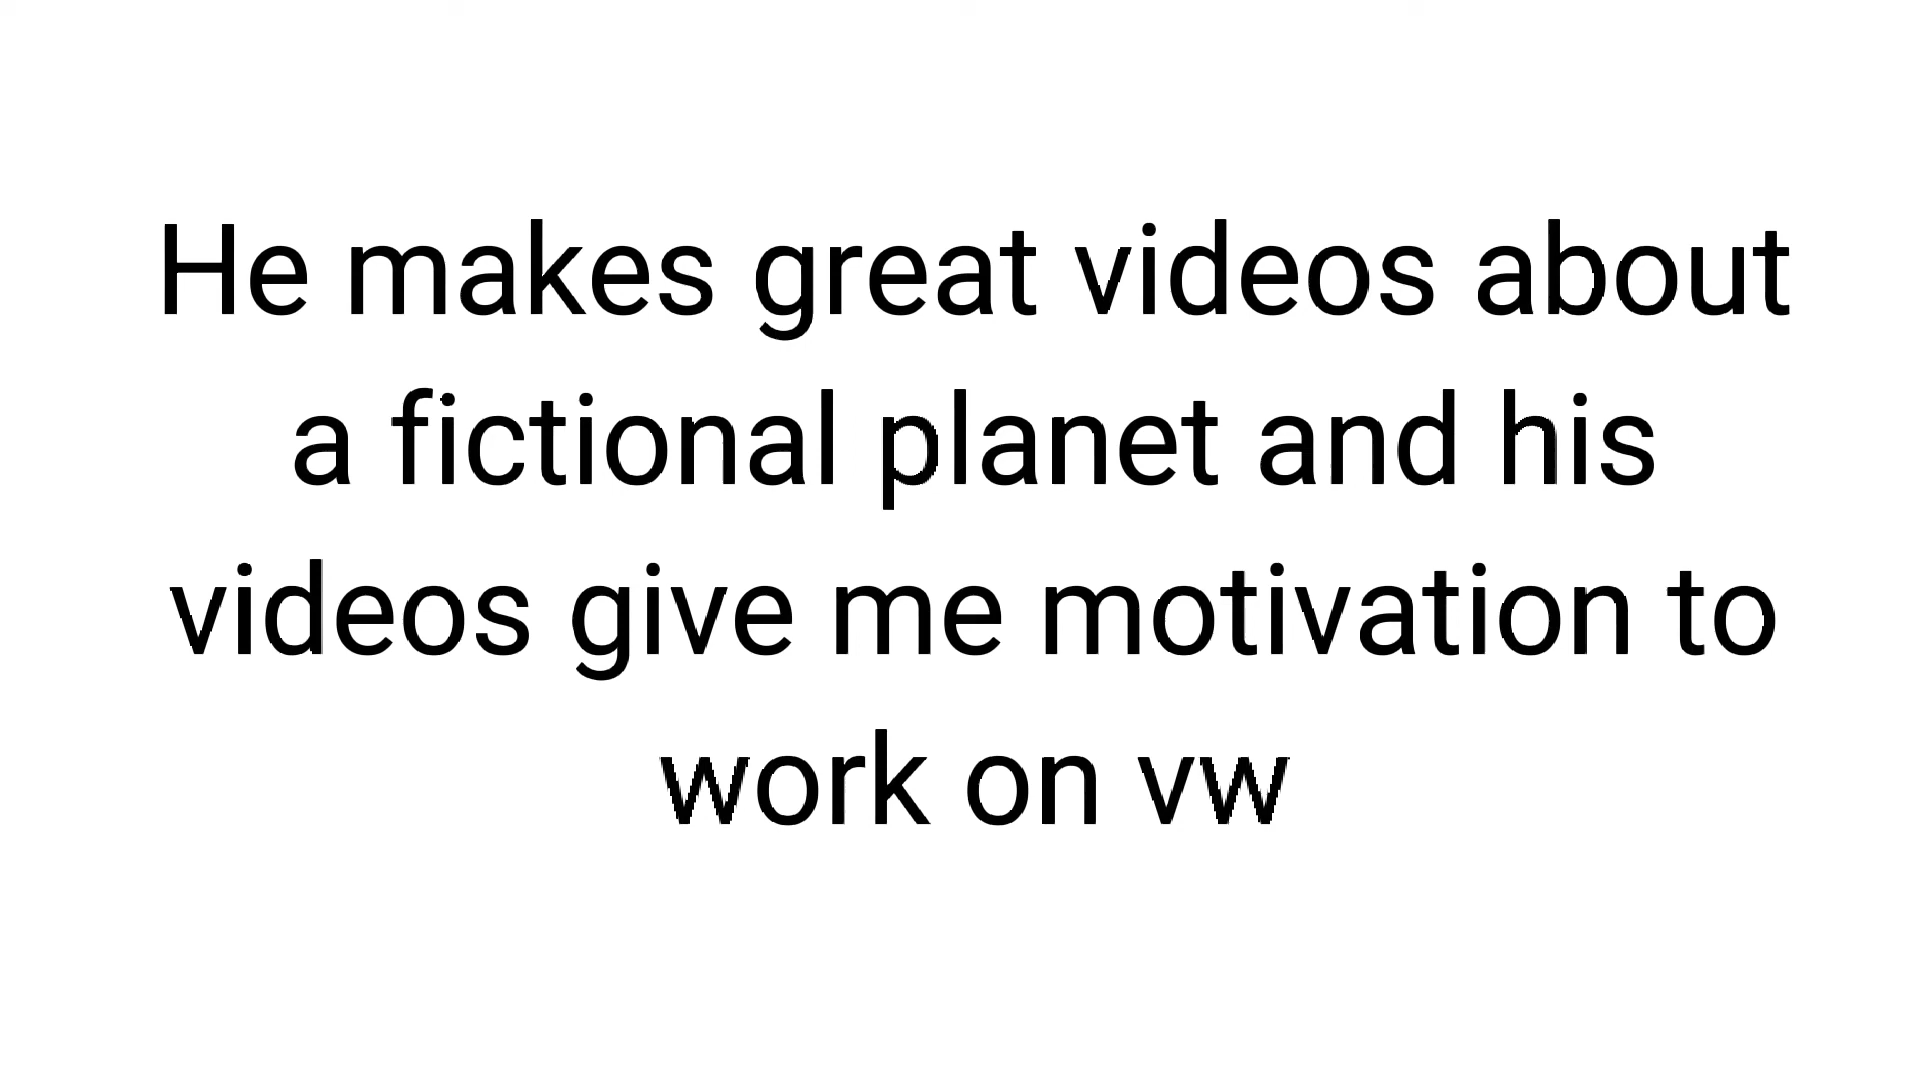 He makes great videos about
a fictional planet and his
videos give me motivation to
work on vw